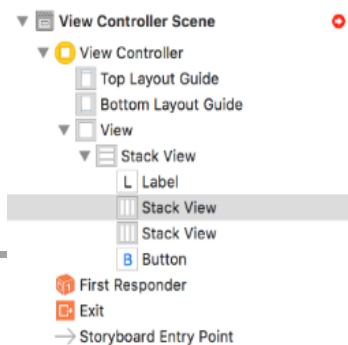 View Controller Scene
View Controller
Top Layout Guide
Bottom Layout Guide
View
Stack View
L Label
Stack View
Stack View
B Button
First Responder
Exit
Storyboard Entry Point